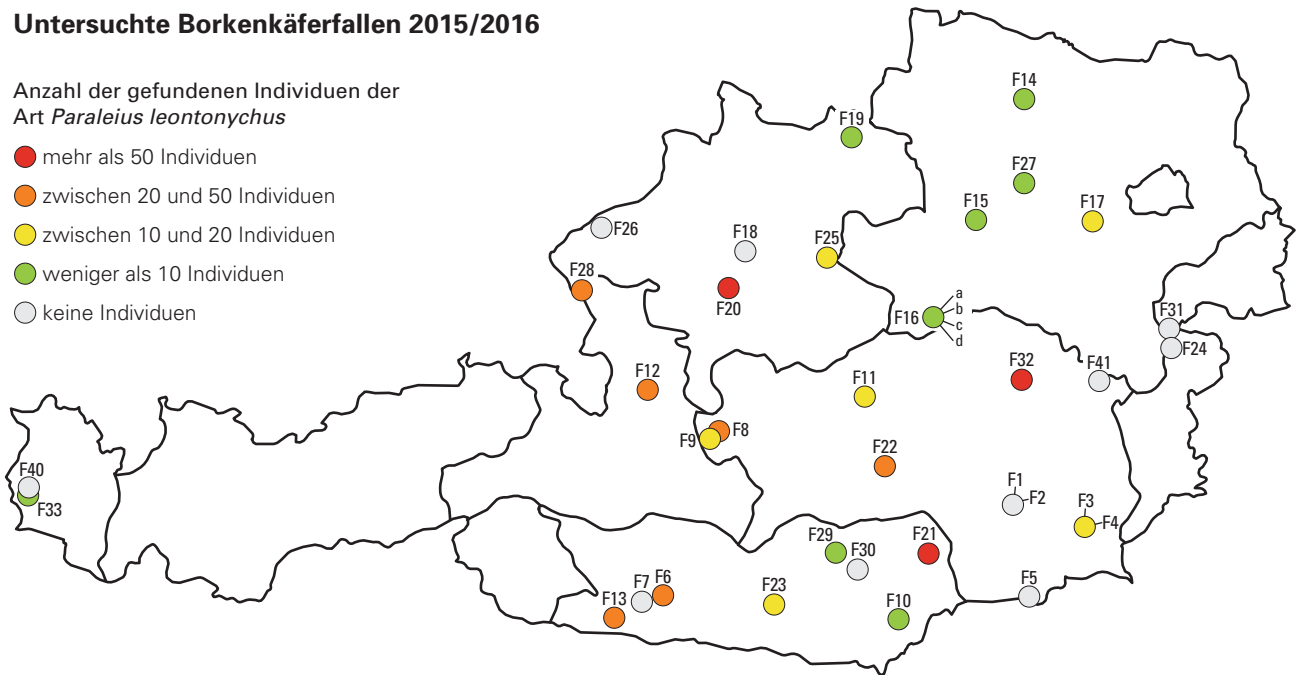 Untersuchte Borkenkäferfallen 2015/2016
Anzahl der gefundenen Individuen der
Art Paraleius leontonychus
mehr als 50 Individuen
zwischen 20 und 50 Individuen
zwischen 10 und 20 Individuen
weniger als 10 Individuen
keine Individuen
F14
F19
F27
F15
F17
F26
F18
F25
F28
F20
F16
a
b
c
d
F31
F24
F12
F11
F32
F41
F9
F8
F22
F40
F33
F1
F2
F3
F4
F29
F30
F21
F7
F6
F13
F23
F10
F5